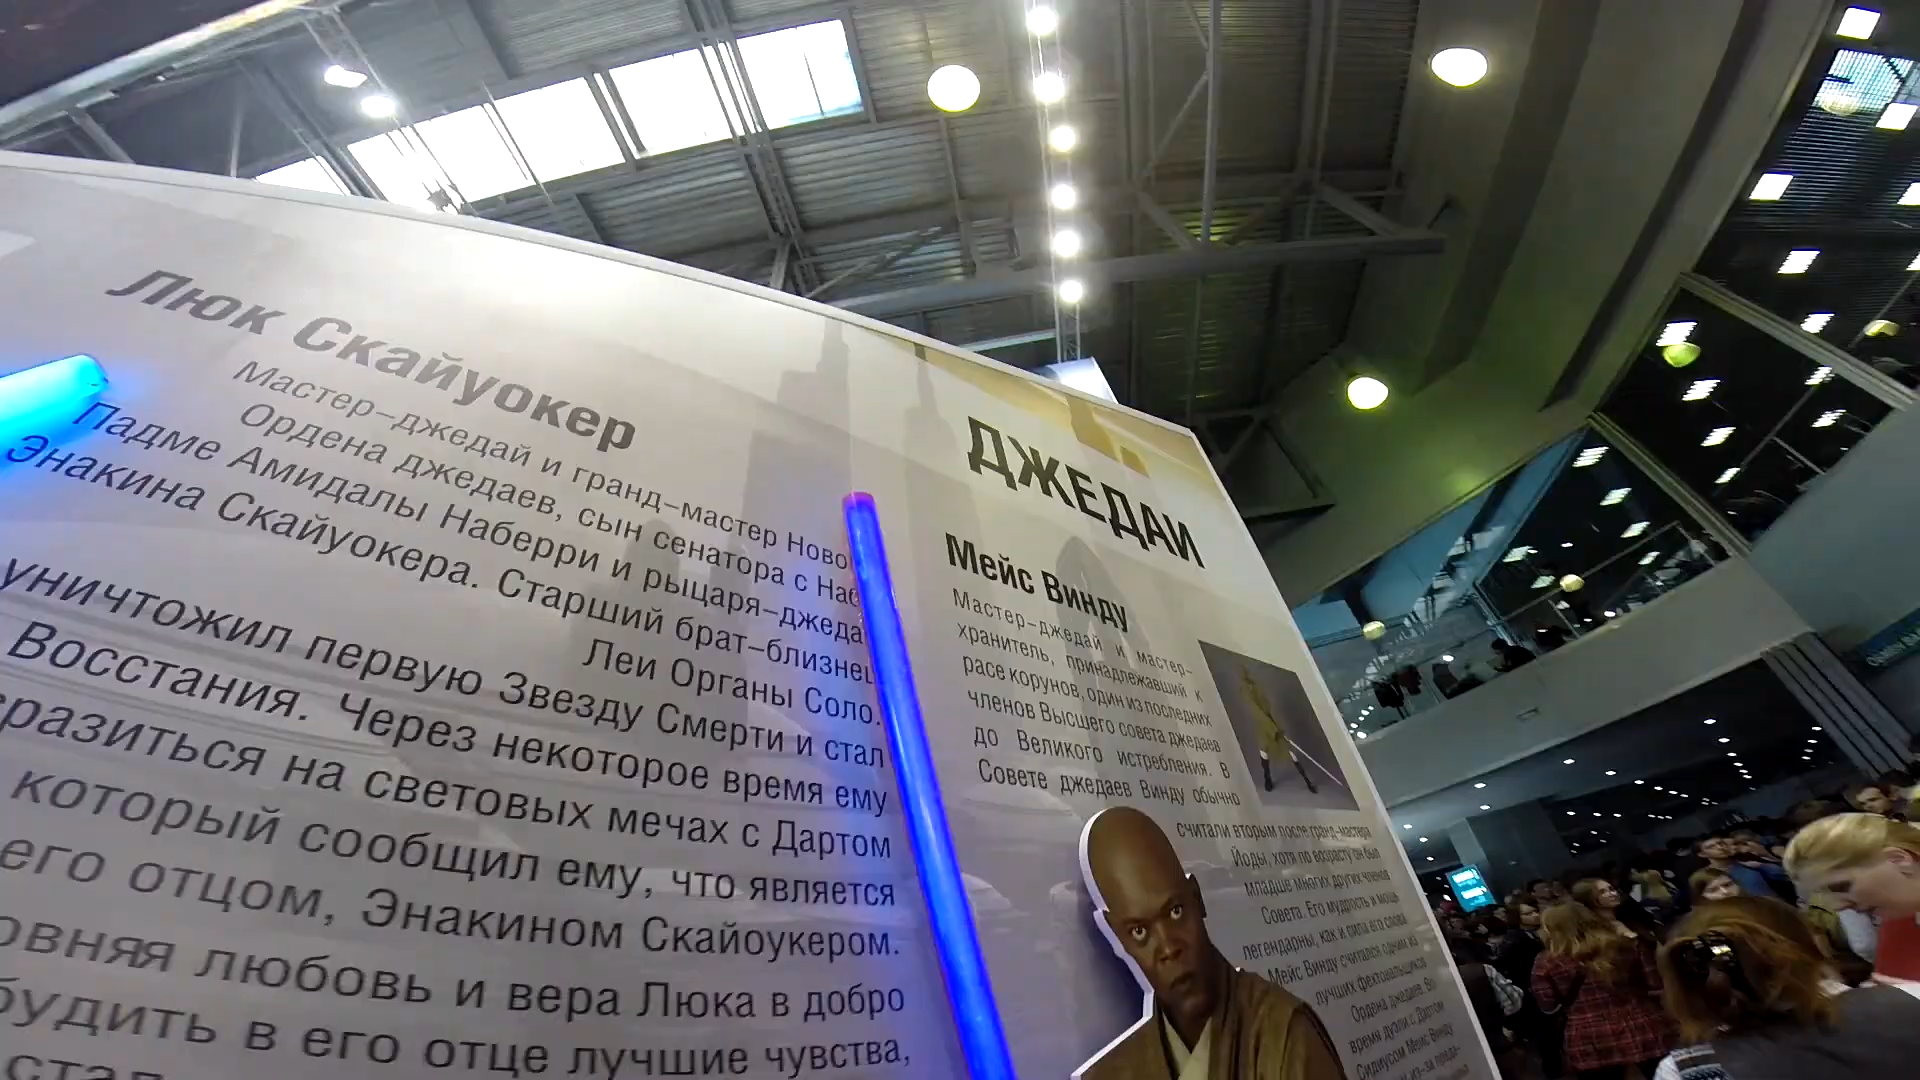 Люк Скайуокер
Мастер-джедай и гранд-мастер Ново
Ордена джедаев, сын сенатора с Наб
Падме Амидалы Наберри и рыцаря-джеда
Энакина Скайуокера. Старший брат-близнец
Леи Органы Соло.
уничтожил первую Звезду Смерти и стал
Восстания. Через некоторое время ему
разиться на световых мечах с Дартом
который сообщил ему, что является
его отцом, Энакином Скайоукером.
овняя любовь и вера Люка в добро
будить в его отце лучшие чувства,
стал
ДЖЕДАИ
Мейс Винду
Мастер-джедай и мастер-
хранитель, принадлежавший к
расе корунов, один из последних
членов Высшего совета джедаев
до Великого истребления. В
Совете джедаев Винду обычно
считали вторым после гранд-мастера
Йоды, хотя по возрасту он был
младше многих других членов
Совета. Его мудрость и мощь
легендарны, как и сила его слова
Мейс Винду считался одним из
лучших фехтовальщиков
Ордена джедаев. Во
время дуэли с Дартом
Сидиусом Мейс Винду
из-за преда-